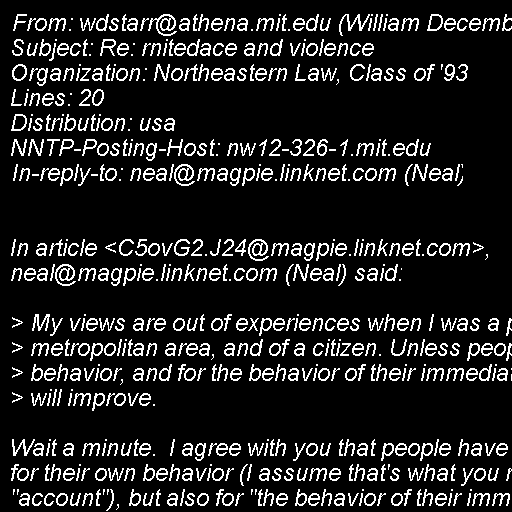 From: wdstarr@athena.mit.edu (William Decemb
Subject: Re: rnitedace and violence
Organization: Northeastern Law, Class of '93
Lines: 20
Distribution: usa
NNTP-Posting-Host: nw12-326-1.mit.edu
In-reply-to: neal@magpie.linknet.com (Neal)
In article <C5ovG2.J24@magpie.linknet.com>,
neal@magpie.linknet.com (Neal) said:
> My views are out of experiences when I was a p
> metropolitan area, and of a citizen. Unless peop
> behavior, and for the behavior of their immediat
> will improve.
Wait a minute. I agree with you that people have
for their own behavior (I assume that's what you
"account"), but also for "the behavior of their imm